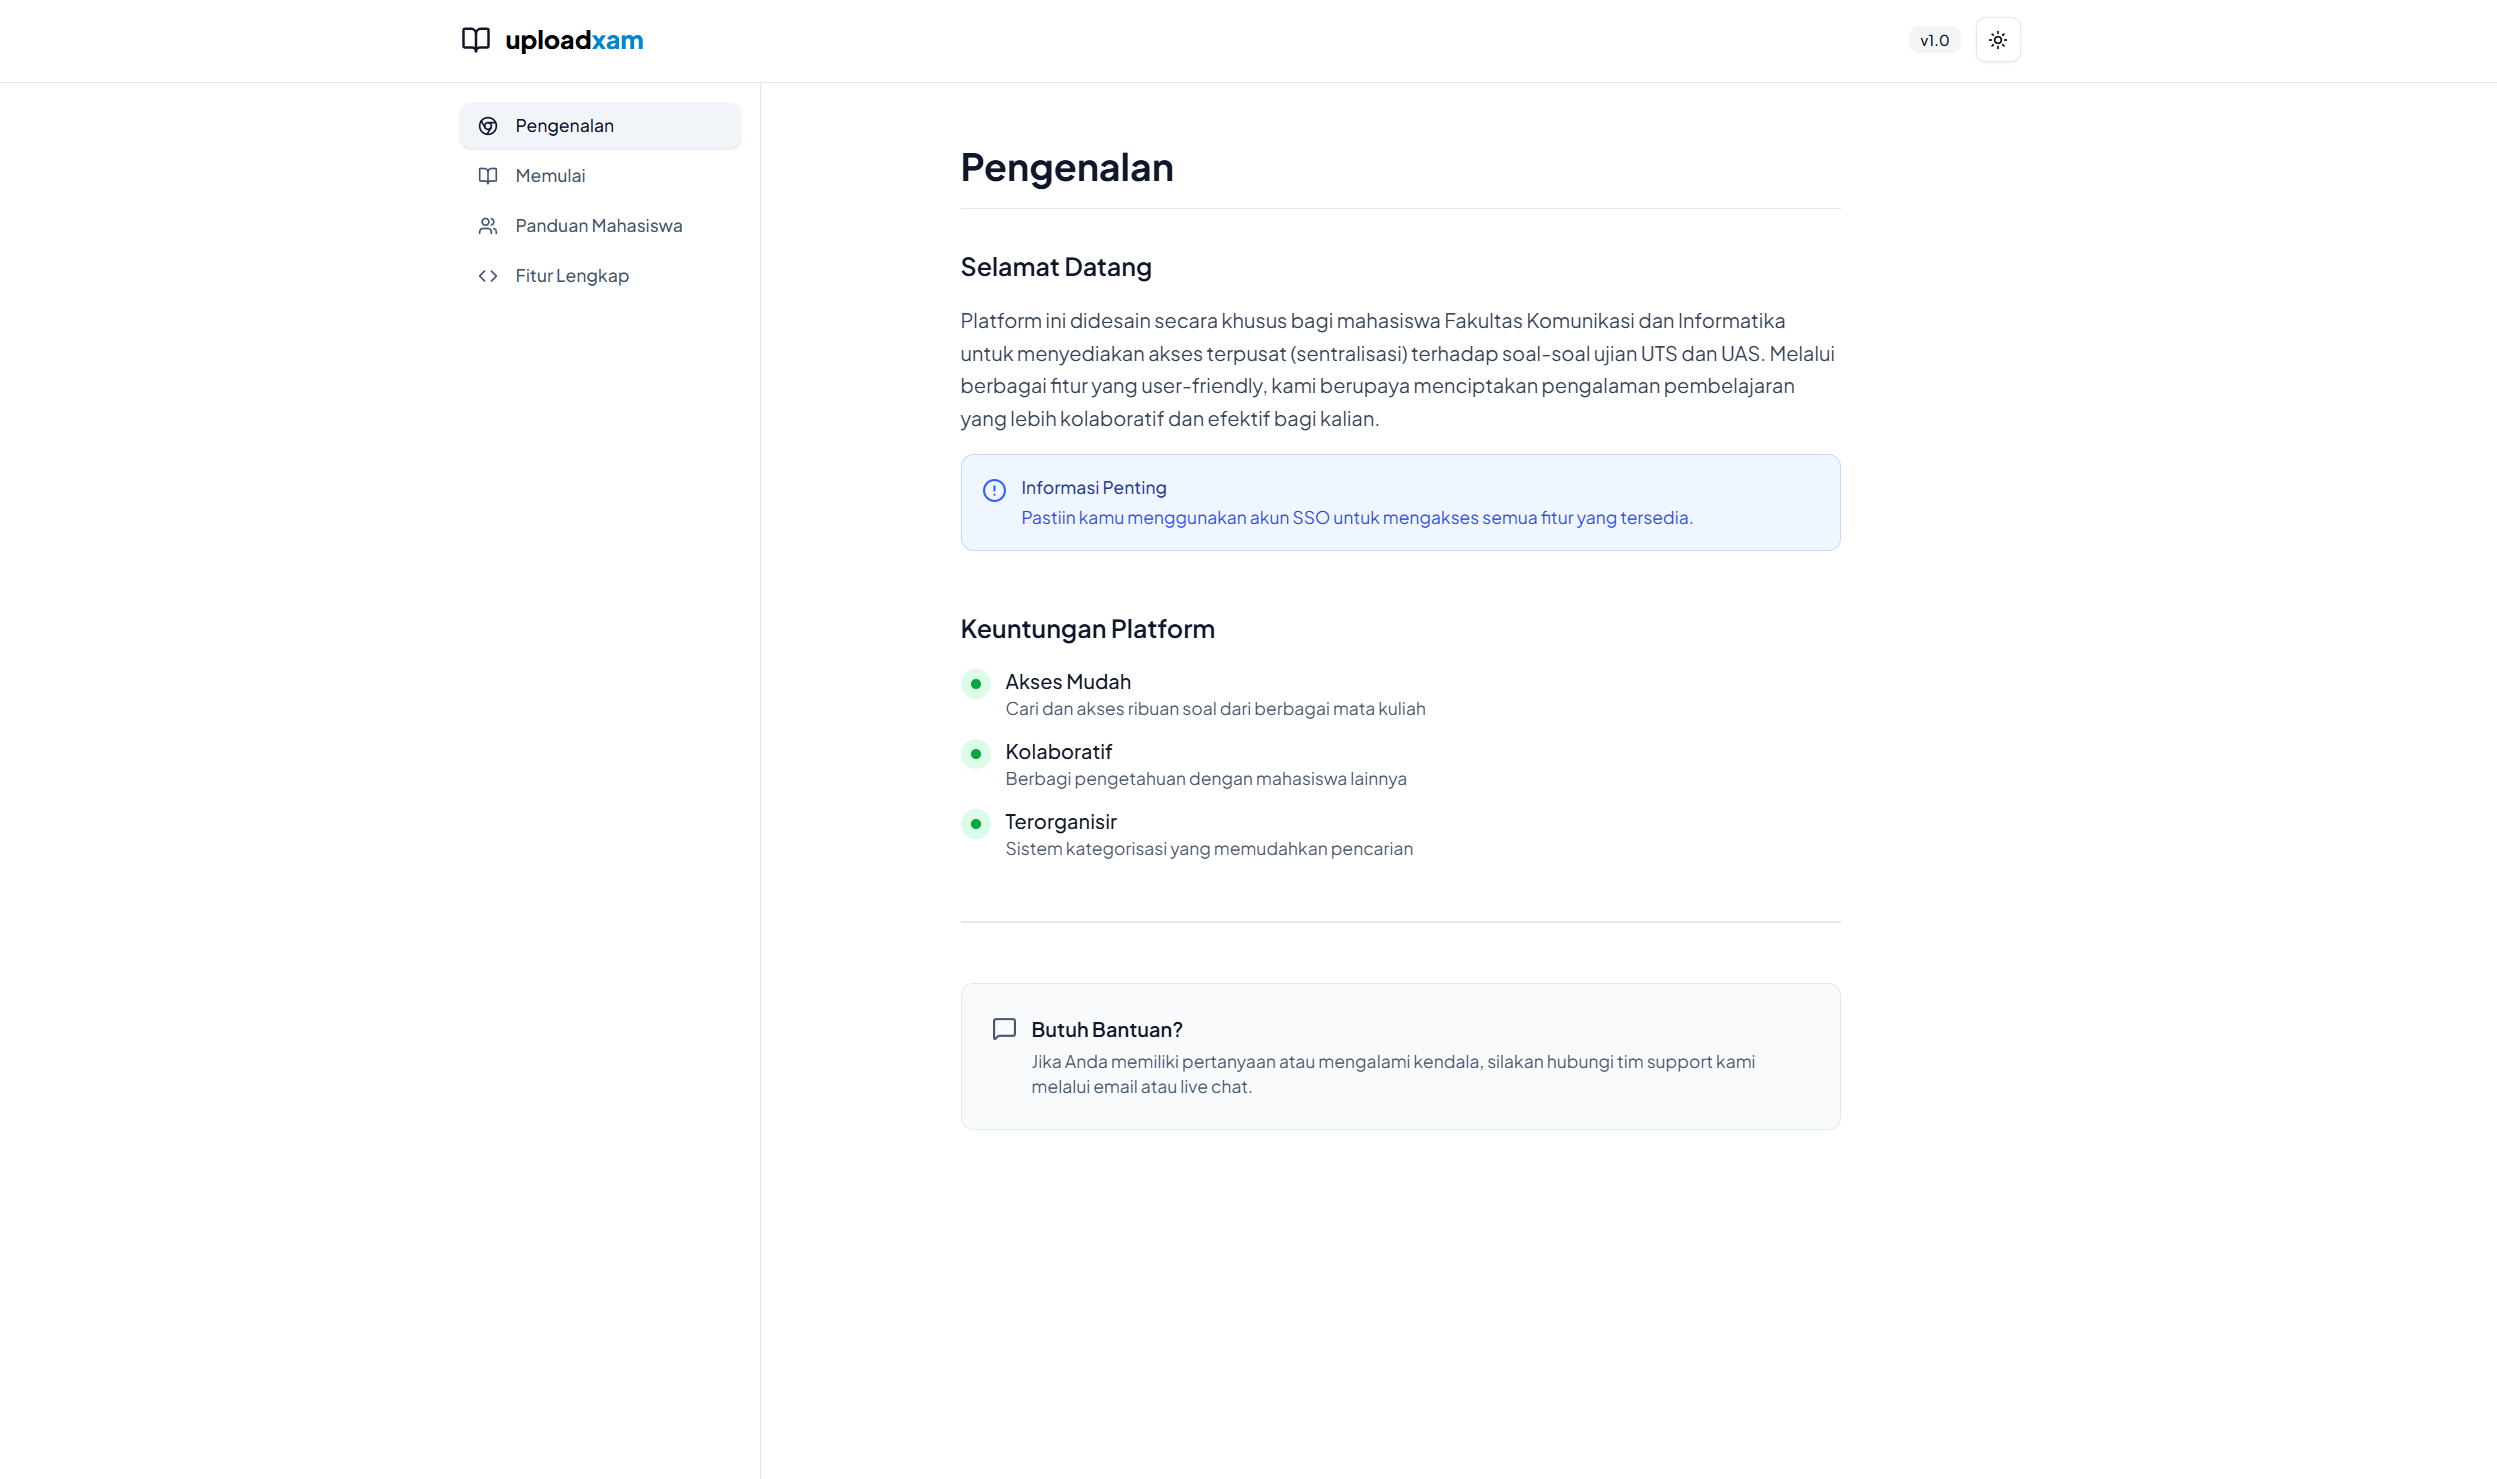 uploadxam
v1.0
Pengenalan
Memulai
Panduan Mahasiswa
Fitur Lengkap
Pengenalan
Selamat Datang
Platform ini didesain secara khusus bagi mahasiswa Fakultas Komunikasi dan Informatika
untuk menyediakan akses terpusat (sentralisasi) terhadap soal-soal ujian UTS dan UAS. Melalui
berbagai fitur yang user-friendly, kami berupaya menciptakan pengalaman pembelajaran
yang lebih kolaboratif dan efektif bagi kalian.
Informasi Penting
Pastiin kamu menggunakan akun SSO untuk mengakses semua fitur yang tersedia.
Keuntungan Platform
Akses Mudah
Cari dan akses ribuan soal dari berbagai mata kuliah
Kolaboratif
Berbagi pengetahuan dengan mahasiswa lainnya
Terorganisir
Sistem kategorisasi yang memudahkan pencarian
Butuh Bantuan?
Jika Anda memiliki pertanyaan atau mengalami kendala, silakan hubungi tim support kami
melalui email atau live chat.